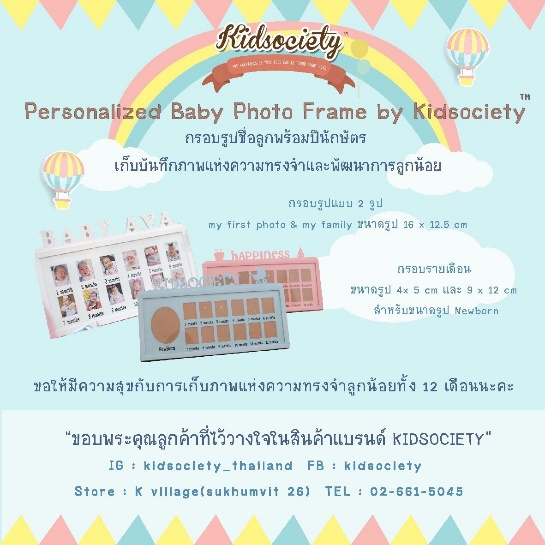 Kidsociety™
Personalized Baby Photo Frame by Kidsociety™
กรอบรูปชื่อลูกพร้อมปีนักษัตร
เก็บบันทึกภาพแห่งความทรงจำและพัฒนาการลูกน้อย
กรอบรูปแบบ 2 รูป
my first photo & my family ขนาดรูป 16 x 12.5 cm
กรอบรายเดือน
ขนาดรูป 4x 5 cm และ 9 x 12 cm
สำหรับขนาดรูป Newborn
BABY AVA
happiness
ขอให้มีความสุขกับการเก็บภาพแห่งความทรงจำลูกน้อยทั้ง 12 เดือนนะคะ
"ขอบพระคุณลูกค้าที่ไว้วางใจในสินค้าแบรนด์ KIDSOCIETY"
IG : kidsociety_thailand FB : kidsociety
Store : K village(sukhumvit 26) TEL : 02-661-5045